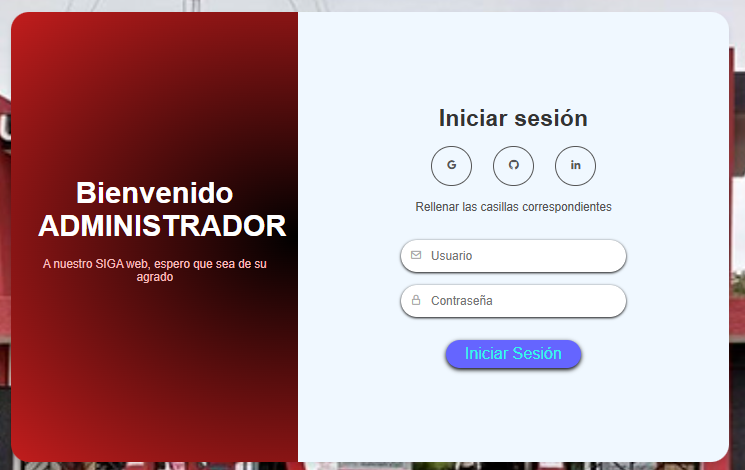 Bienvenido
ADMINISTRADOR
A nuestro SIGA web, espero que sea de su
agrado
Iniciar sesión
G
in
Rellenar las casillas correspondientes
Usuario
Contraseña
Iniciar Sesión